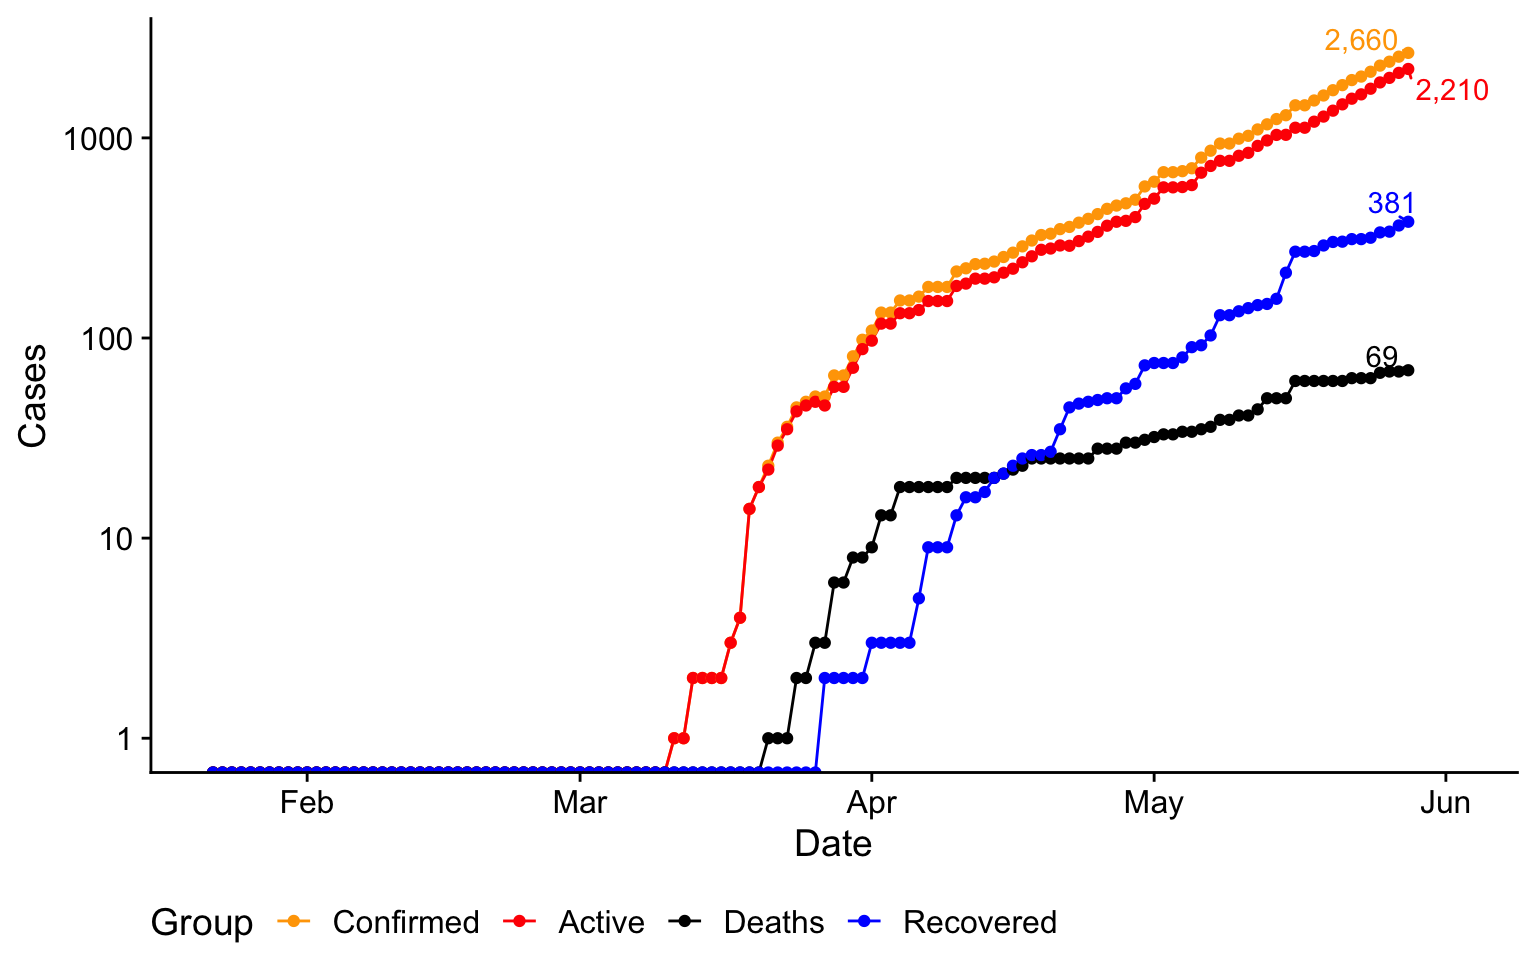 2,660
2,210
1000
381
100
69
10
1
Cases
Feb Mar Apr May Jun
Date
Group Confirmed Active Deaths Recovered